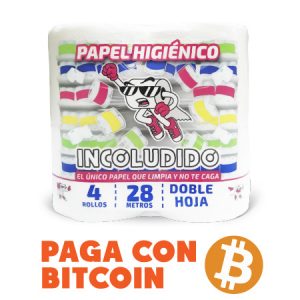 PAPEL HIGIÉNICO
INCOLUDIDO
EL ÚNICO PAPEL QUE LIMPIA Y NO TE CAGA
4 ROLLOS
28 METROS
DOBLE HOJA
PAGA CON
BITCOIN